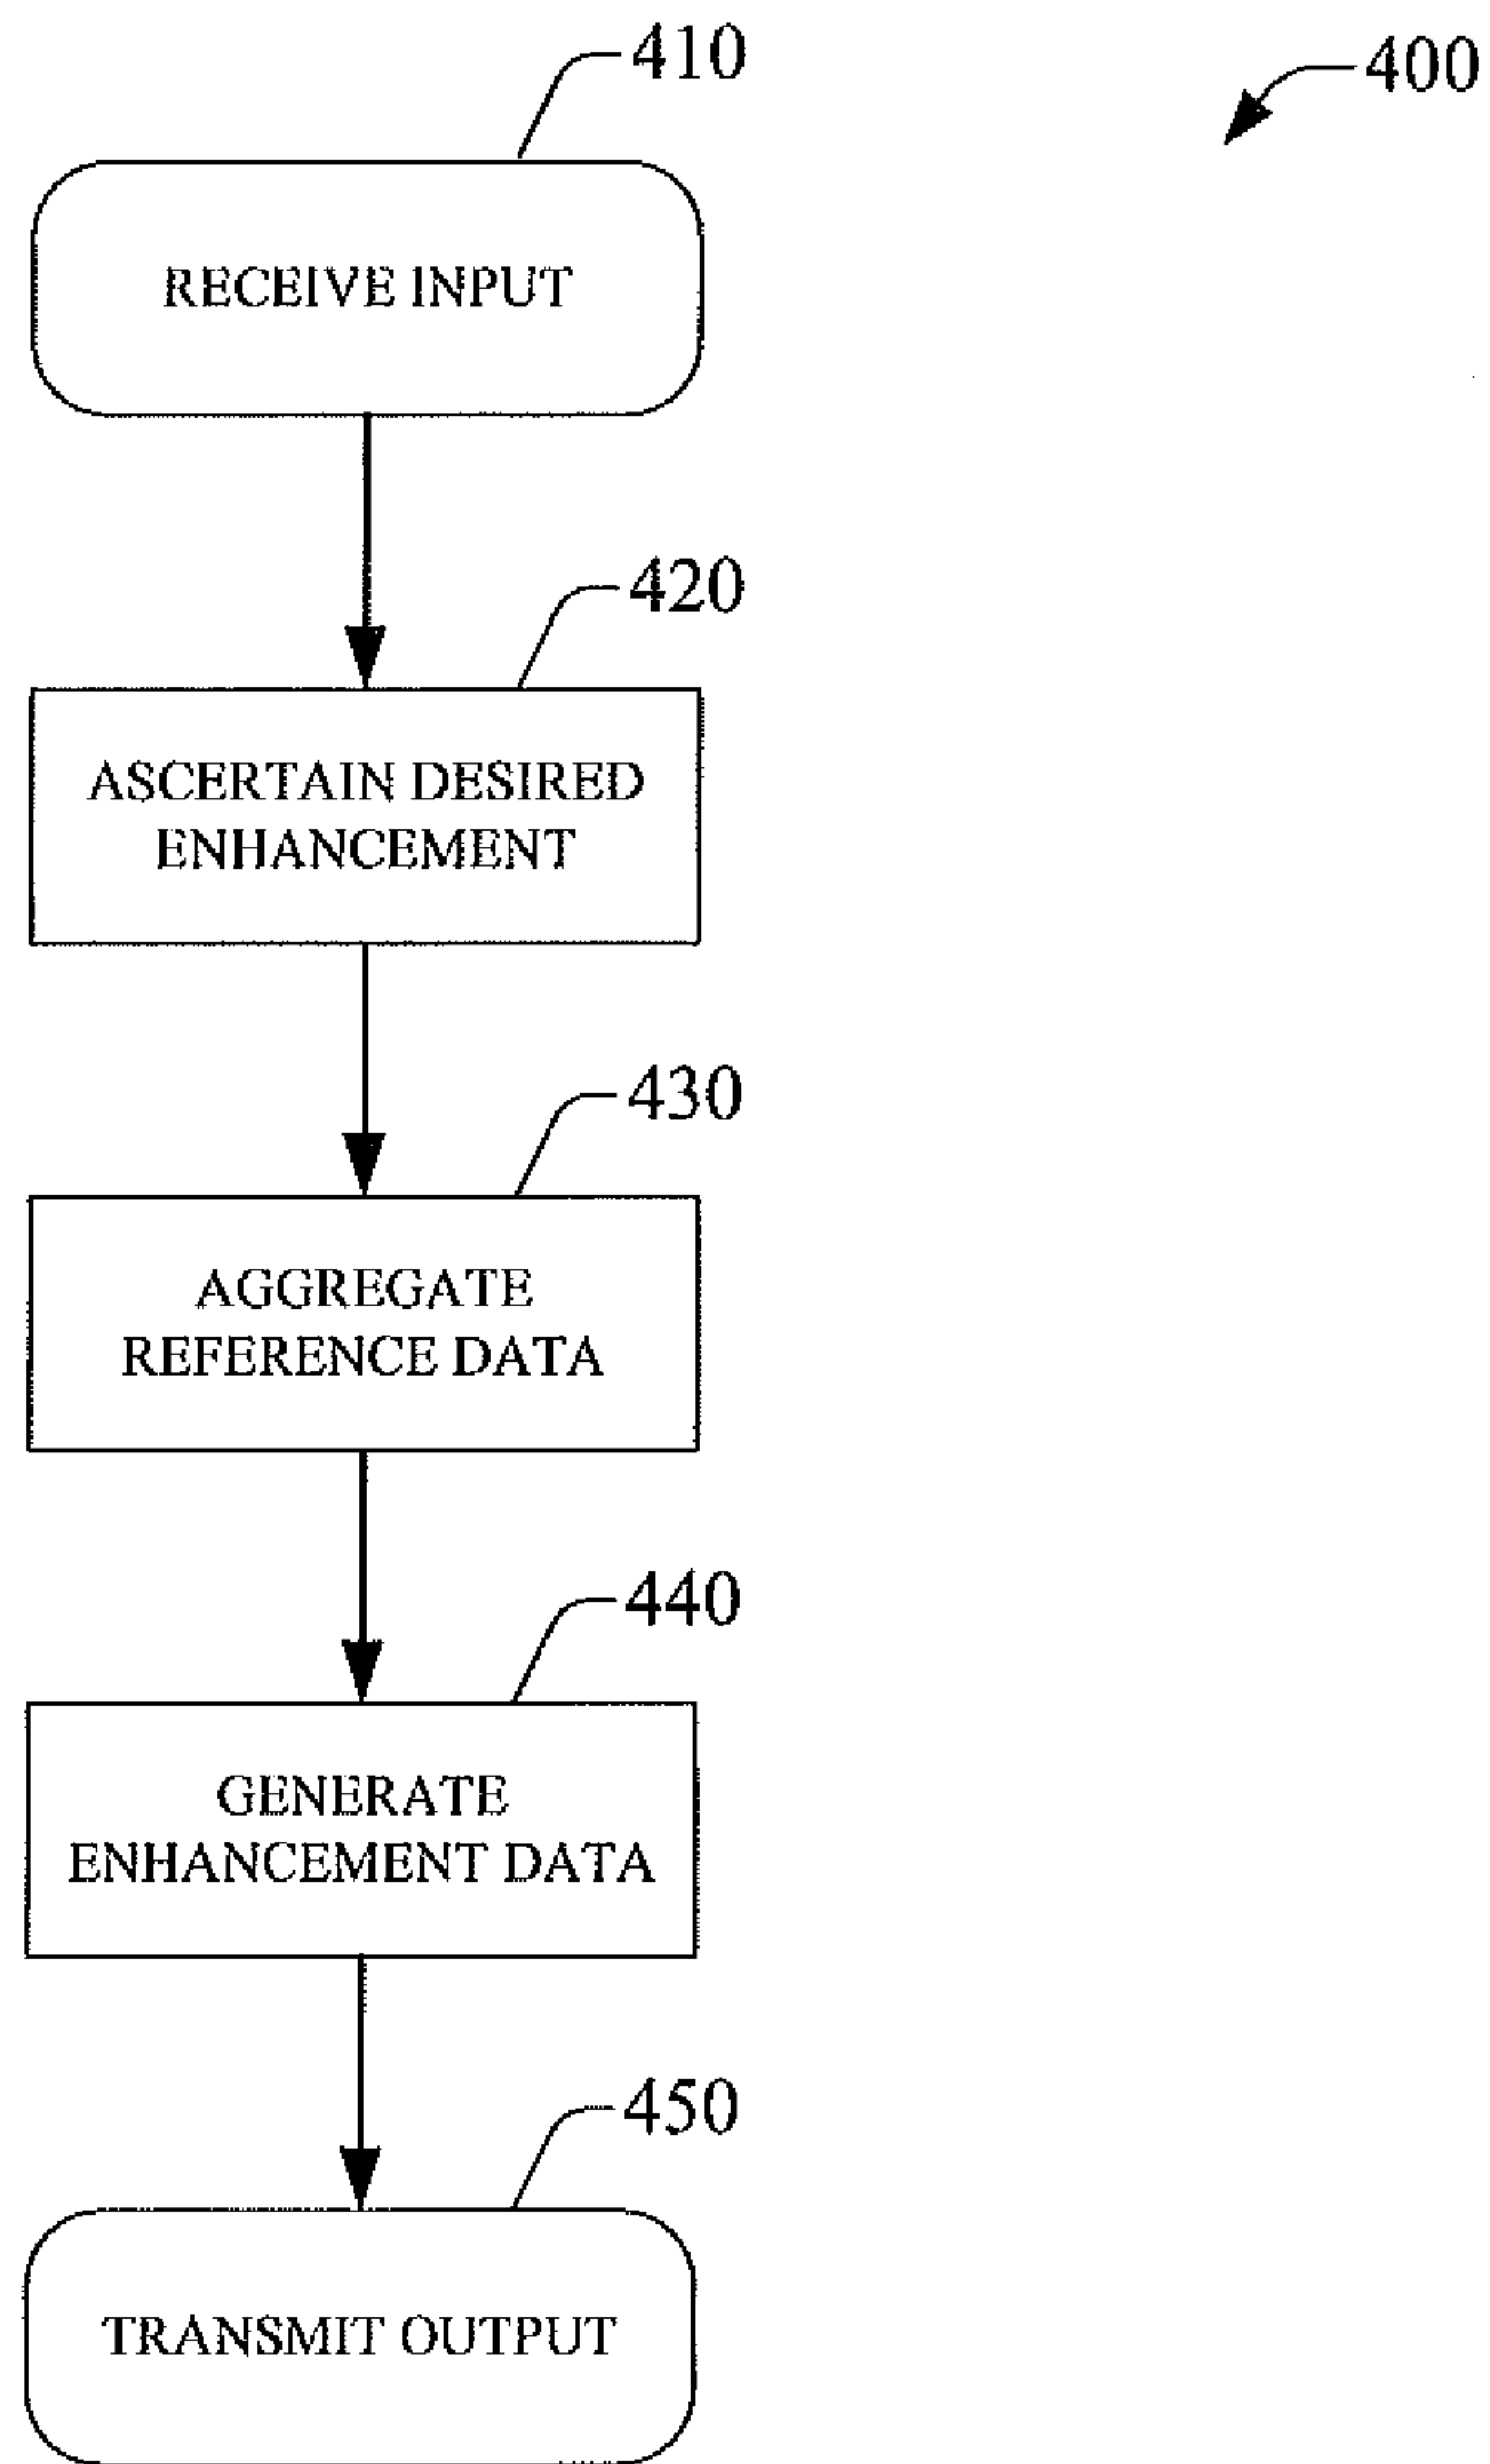 410
400
RECEIVE INPUT
420
ASCERTAIN DESIRED
ENHANCEMENT
430
AGGREGATE
REFERENCE DATA
440
GENERATE
ENHANCEMENT DATA
450
TRANSMIT OUTPUT